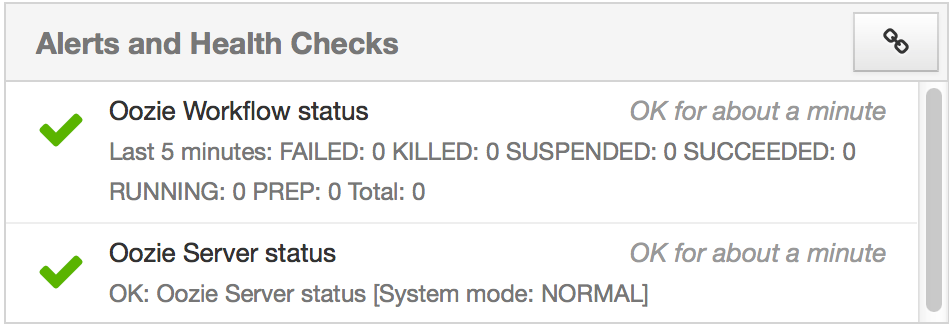 Alerts and Health Checks
Oozie Workflow status OK for about a minute
Last 5 minutes: FAILED: 0 KILLED: 0 SUSPENDED: 0 SUCCEEDED: 0
RUNNING: 0 PREP: 0 Total: 0
Oozie Server status OK for about a minute
OK: Oozie Server status [System mode: NORMAL]